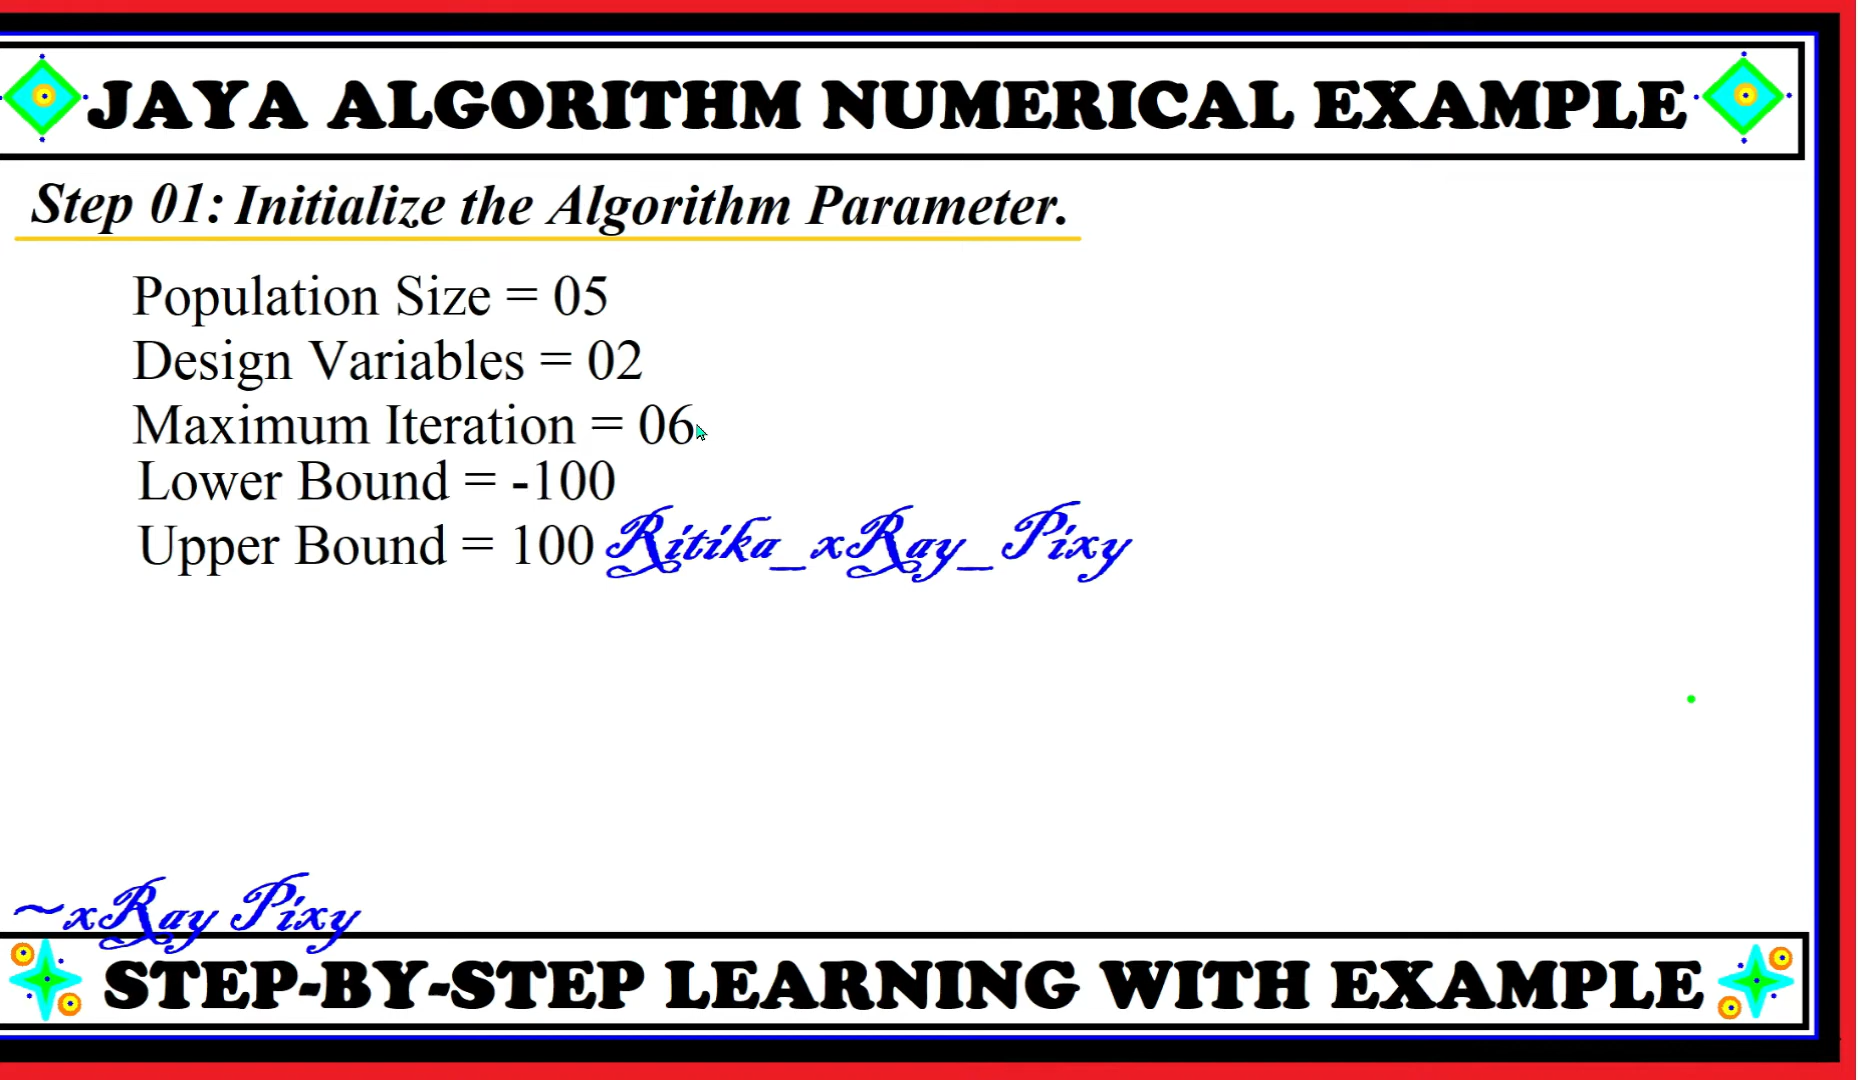 JAYA ALGORITHM NUMERICAL EXAMPLE
Step 01: Initialize the Algorithm Parameter.
Population Size = 05
Design Variables = 02
Maximum Iteration = 06
Lower Bound = -100
Upper Bound = 100 Ritika_xRay_Pixy
~xRay Pixy
STEP-BY-STEP LEARNING WITH EXAMPLE